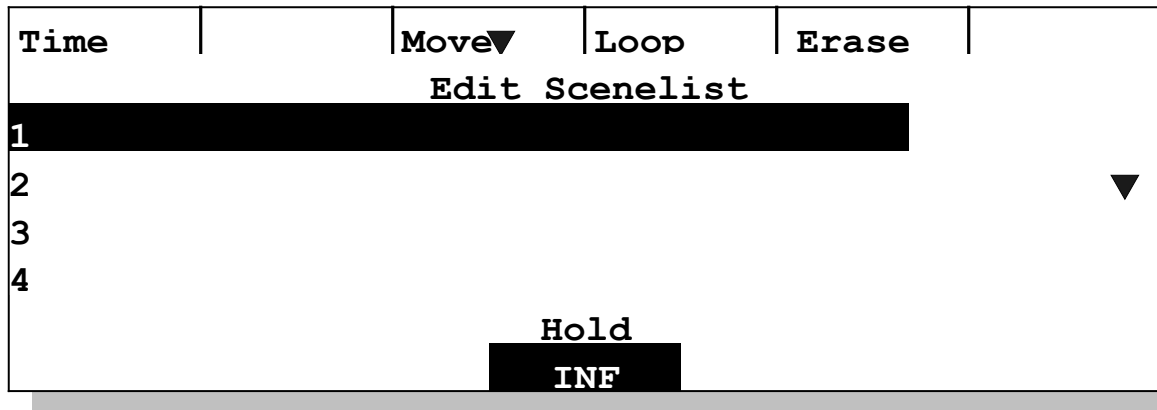 Time Move▼ Loop Erase
Edit Scenelist
1
2 ▼
3
4
Hold
INF